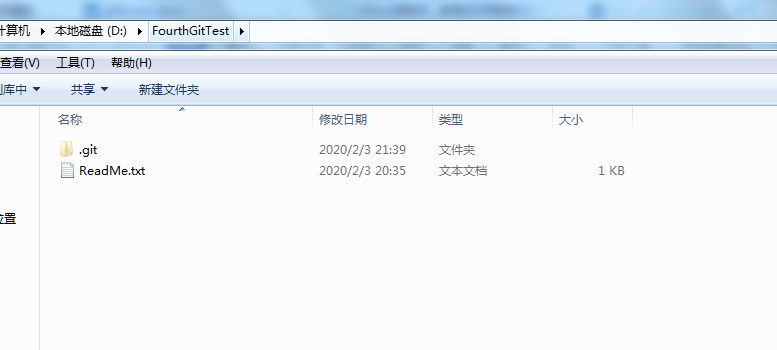 计算机 ▸ 本地磁盘 (D:) ▸ FourthGitTest ▸
查看(V) 工具(T) 帮助(H)
到库中 共享 新建文件夹
名称 修改日期 类型 大小
.git 2020/2/3 21:39 文件夹
ReadMe.txt 2020/2/3 20:35 文本文档 1 KB
位置